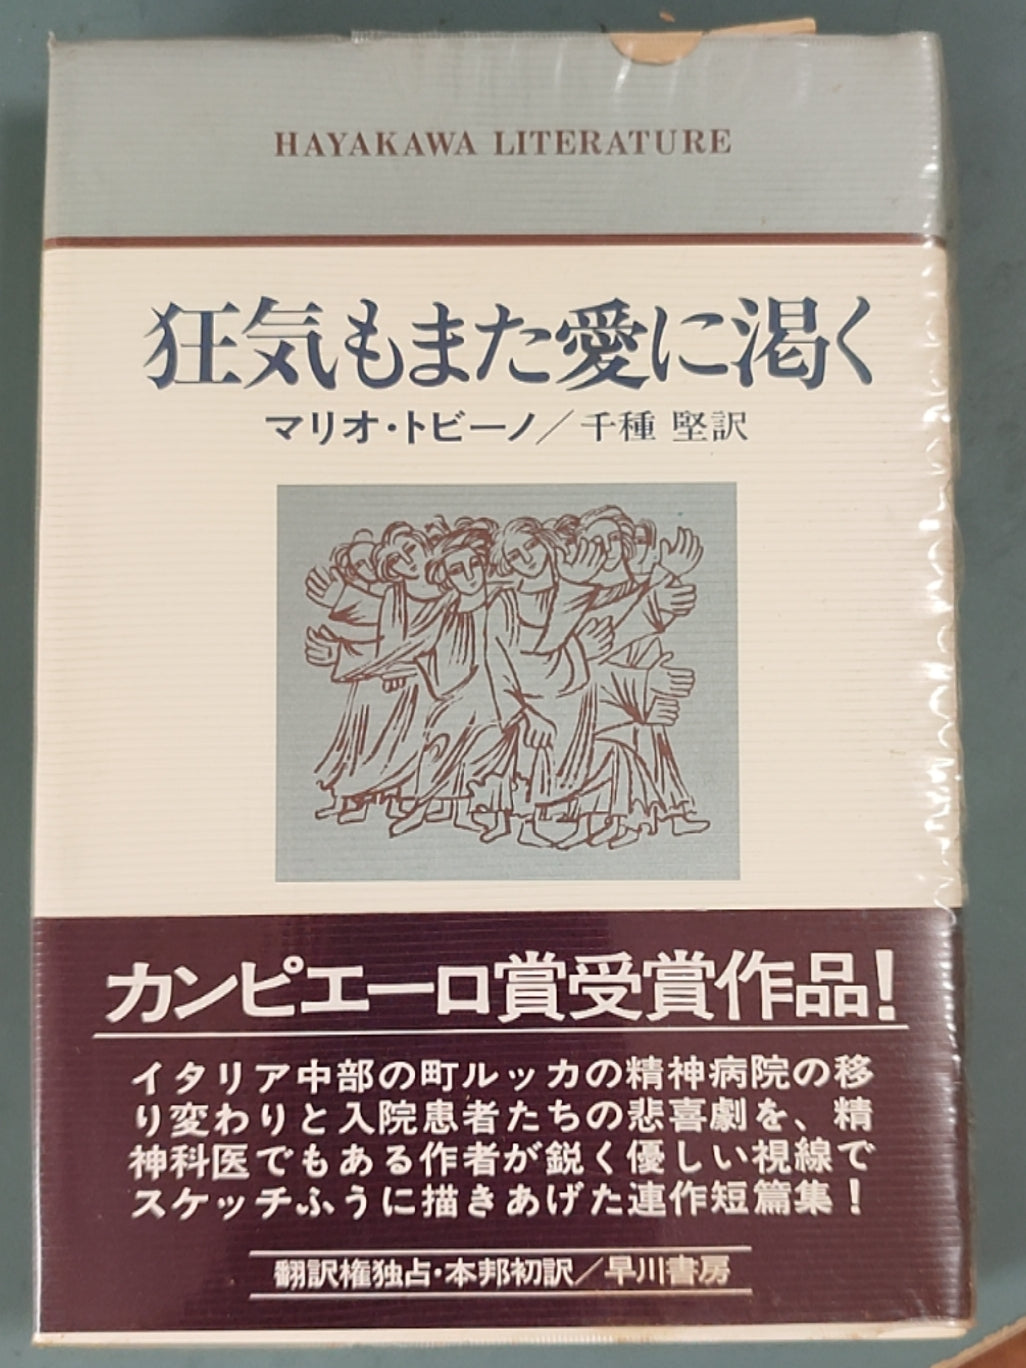 HAYAKAWA LITERATURE
狂気もまた愛に渇く
マリオ・トビーノ／千種 堅訳
カンピエーロ賞受賞作品！
イタリア中部の町ルッカの精神病院の移
り変わりと入院患者たちの悲喜劇を、精
神科医でもある作者が鋭く優しい視線で
スケッチふうに描きあげた連作短篇集！
翻訳権独占・本邦初訳／早川書房